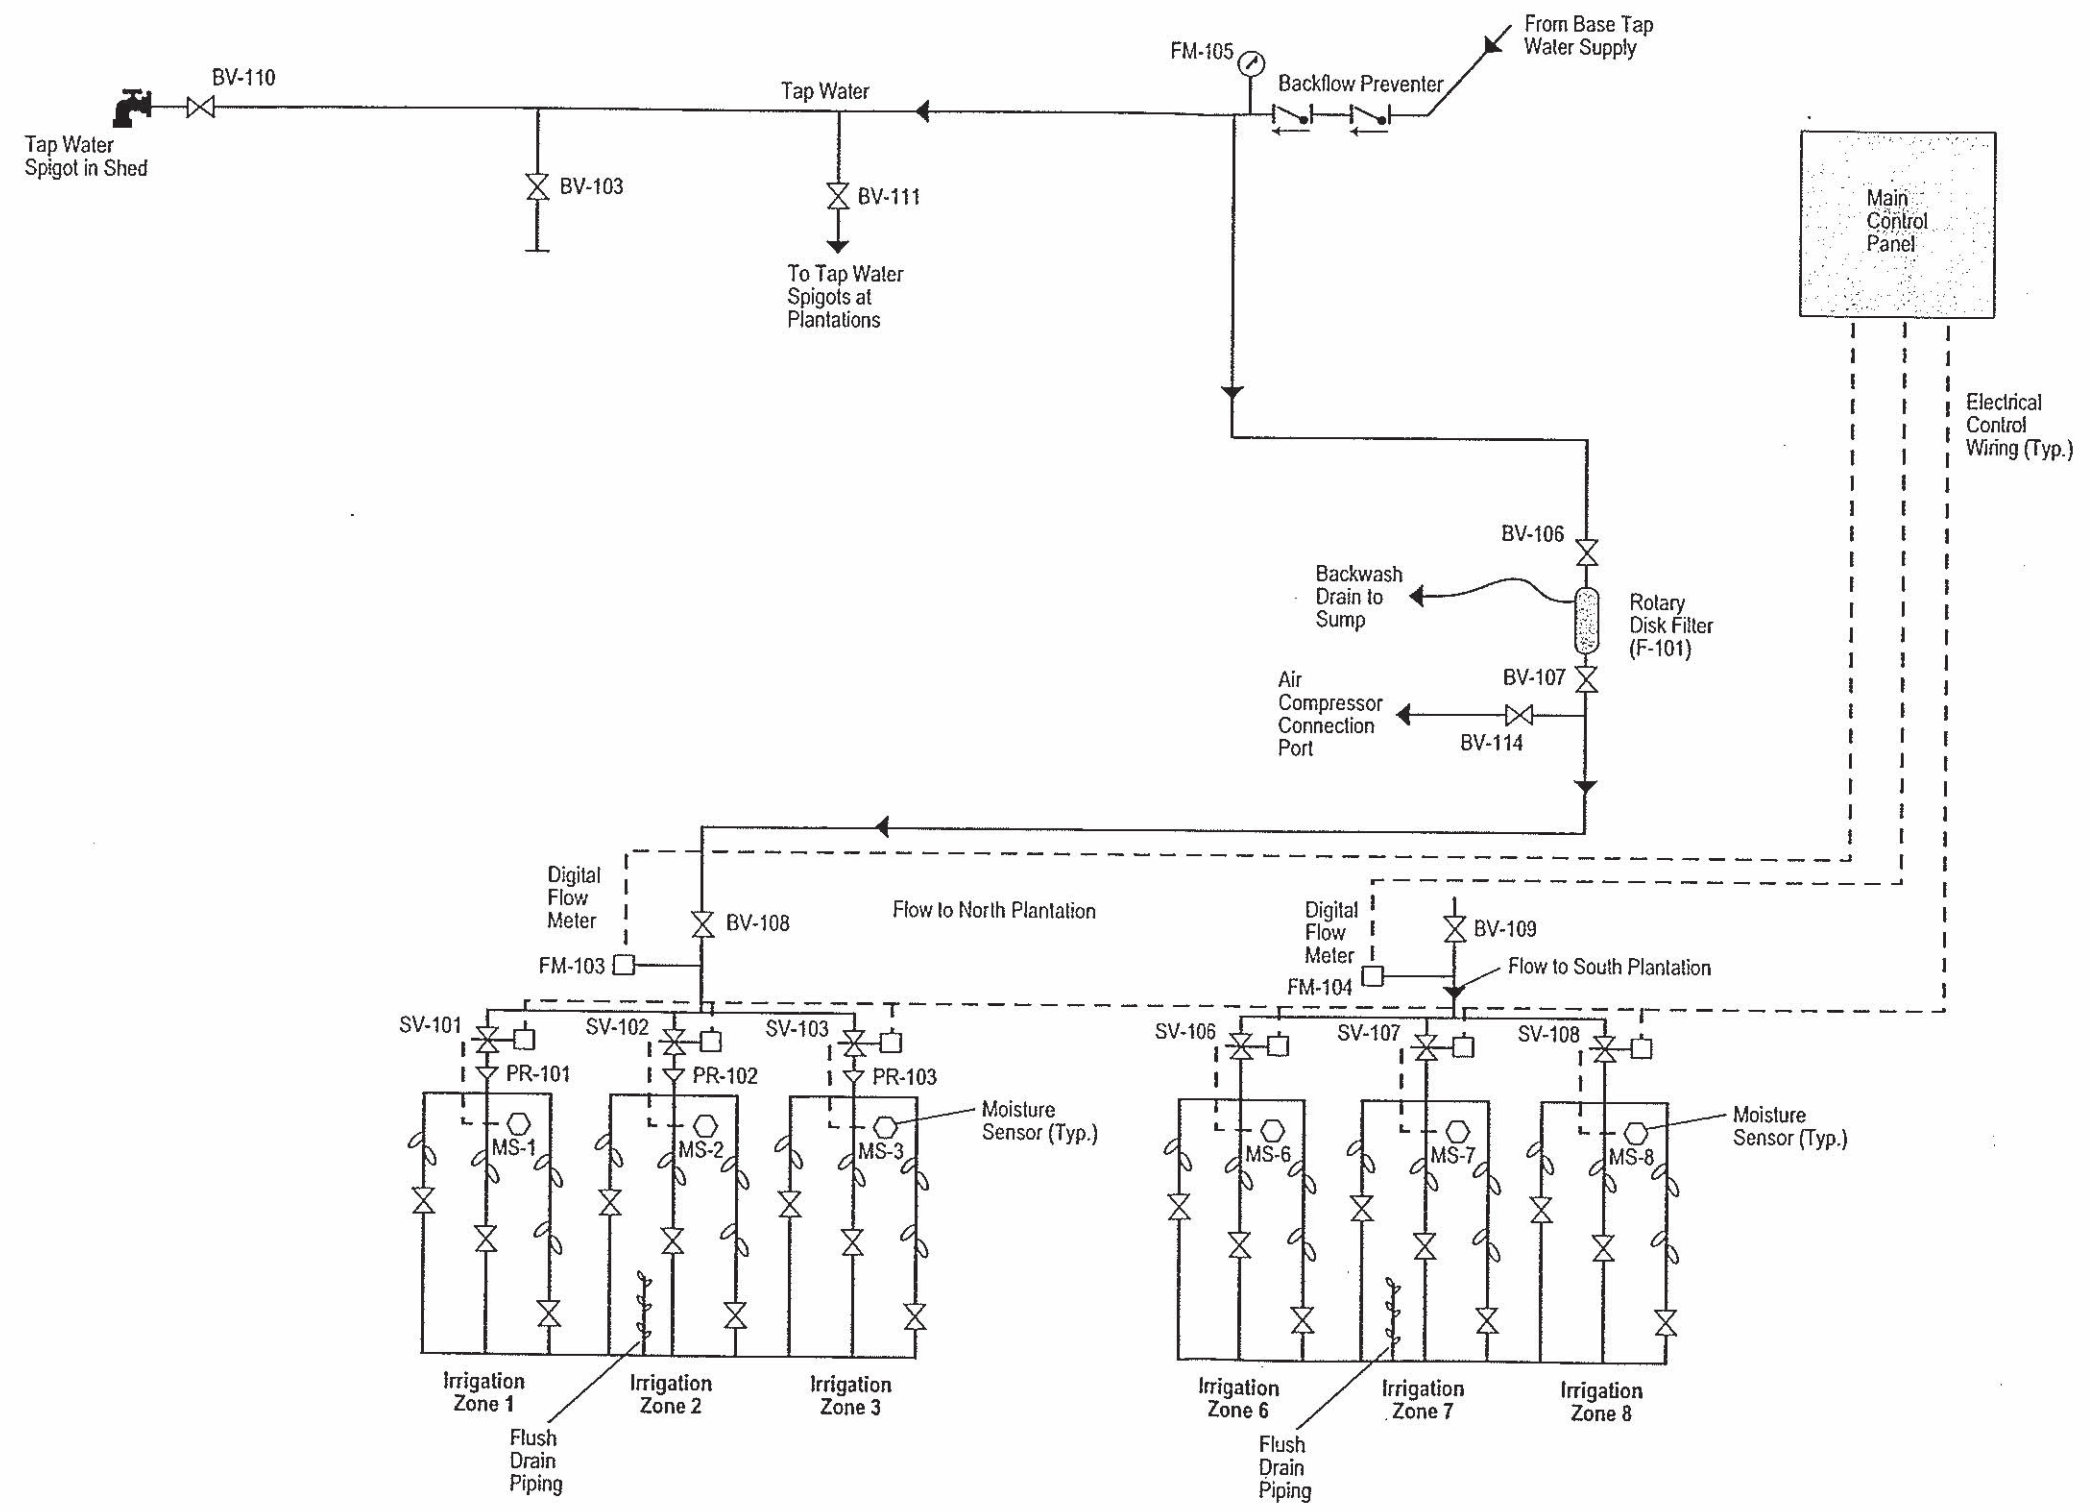 From Base Tap
Water Supply
FM-105
Backflow Preventer
BV-110
Tap Water
Tap Water
Spigot in Shed
BV-103
BV-111
To Tap Water
Spigots at
Plantations
Main
Control
Panel
Electrical
Control
Wiring (Typ.)
BV-106
Backwash
Drain to
Sump
Rotary
Disk Filter
(F-101)
BV-107
Air
Compressor
Connection
Port
BV-114
Digital
Flow
Meter
BV-108
Flow to North Plantation
FM-103
Digital
Flow
Meter
BV-109
Flow to South Plantation
FM-104
SV-101
SV-102
SV-103
SV-106
SV-107
SV-108
PR-101
PR-102
PR-103
Moisture
Sensor (Typ.)
Moisture
Sensor (Typ.)
MS-1
MS-2
MS-3
MS-6
MS-7
MS-8
Irrigation
Zone 1
Irrigation
Zone 2
Irrigation
Zone 3
Irrigation
Zone 6
Irrigation
Zone 7
Irrigation
Zone 8
Flush
Drain
Piping
Flush
Drain
Piping